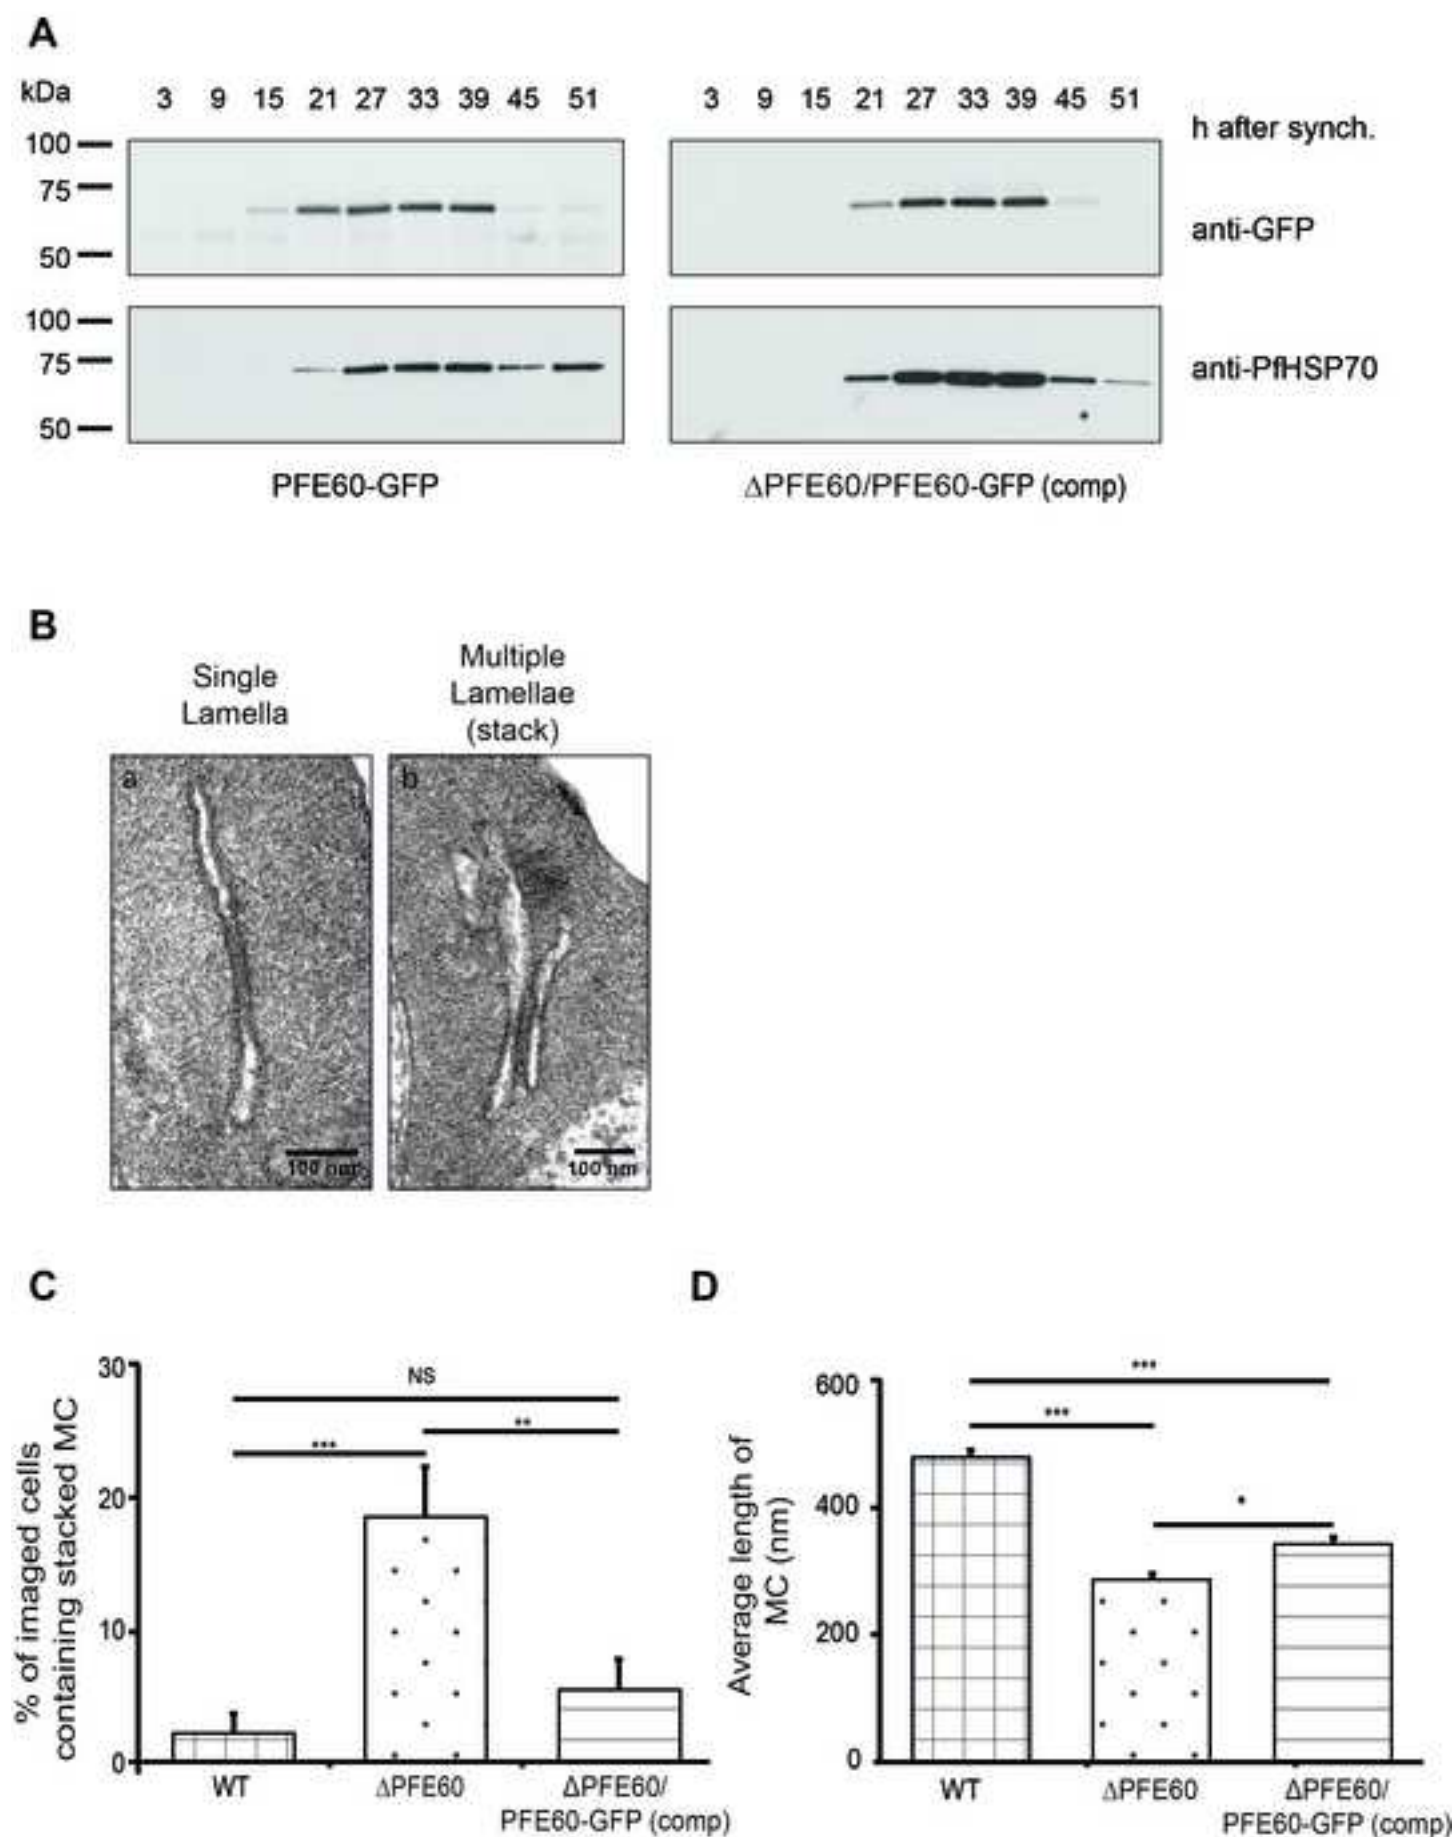 A
kDa 3 9 15 21 27 33 39 45 51 3 9 15 21 27 33 39 45 51
h after synch.
100
75
50
anti-GFP
100
75
50
anti-PfHSP70
PFE60-GFP
ΔPFE60/PFE60-GFP (comp)
B
Single
Lamella
Multiple
Lamellae
(stack)
a
b
100 nm
100 nm
C
% of imaged cells
containing stacked MC
30
20
10
0
NS
**
***
WT
ΔPFE60
ΔPFE60/
PFE60-GFP (comp)
D
Average length of
MC (nm)
600
400
200
0
***
***
*
WT
ΔPFE60
ΔPFE60/
PFE60-GFP (comp)